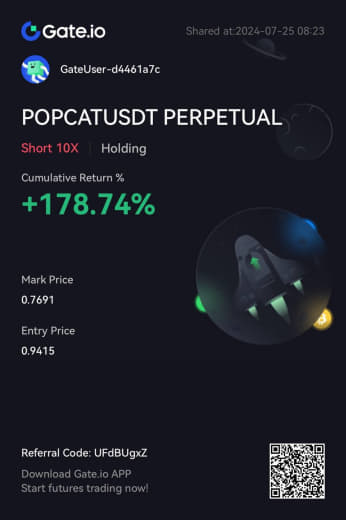 Gate.io
Shared at:2024-07-25 08:23
GateUser-d4461a7c
POPCATUSDT PERPETUAL
Short 10X | Holding
Cumulative Return %
+178.74%
Mark Price
0.7691
Entry Price
0.9415
Referral Code: UFdBUgxZ
Download Gate.io APP
Start futures trading now!